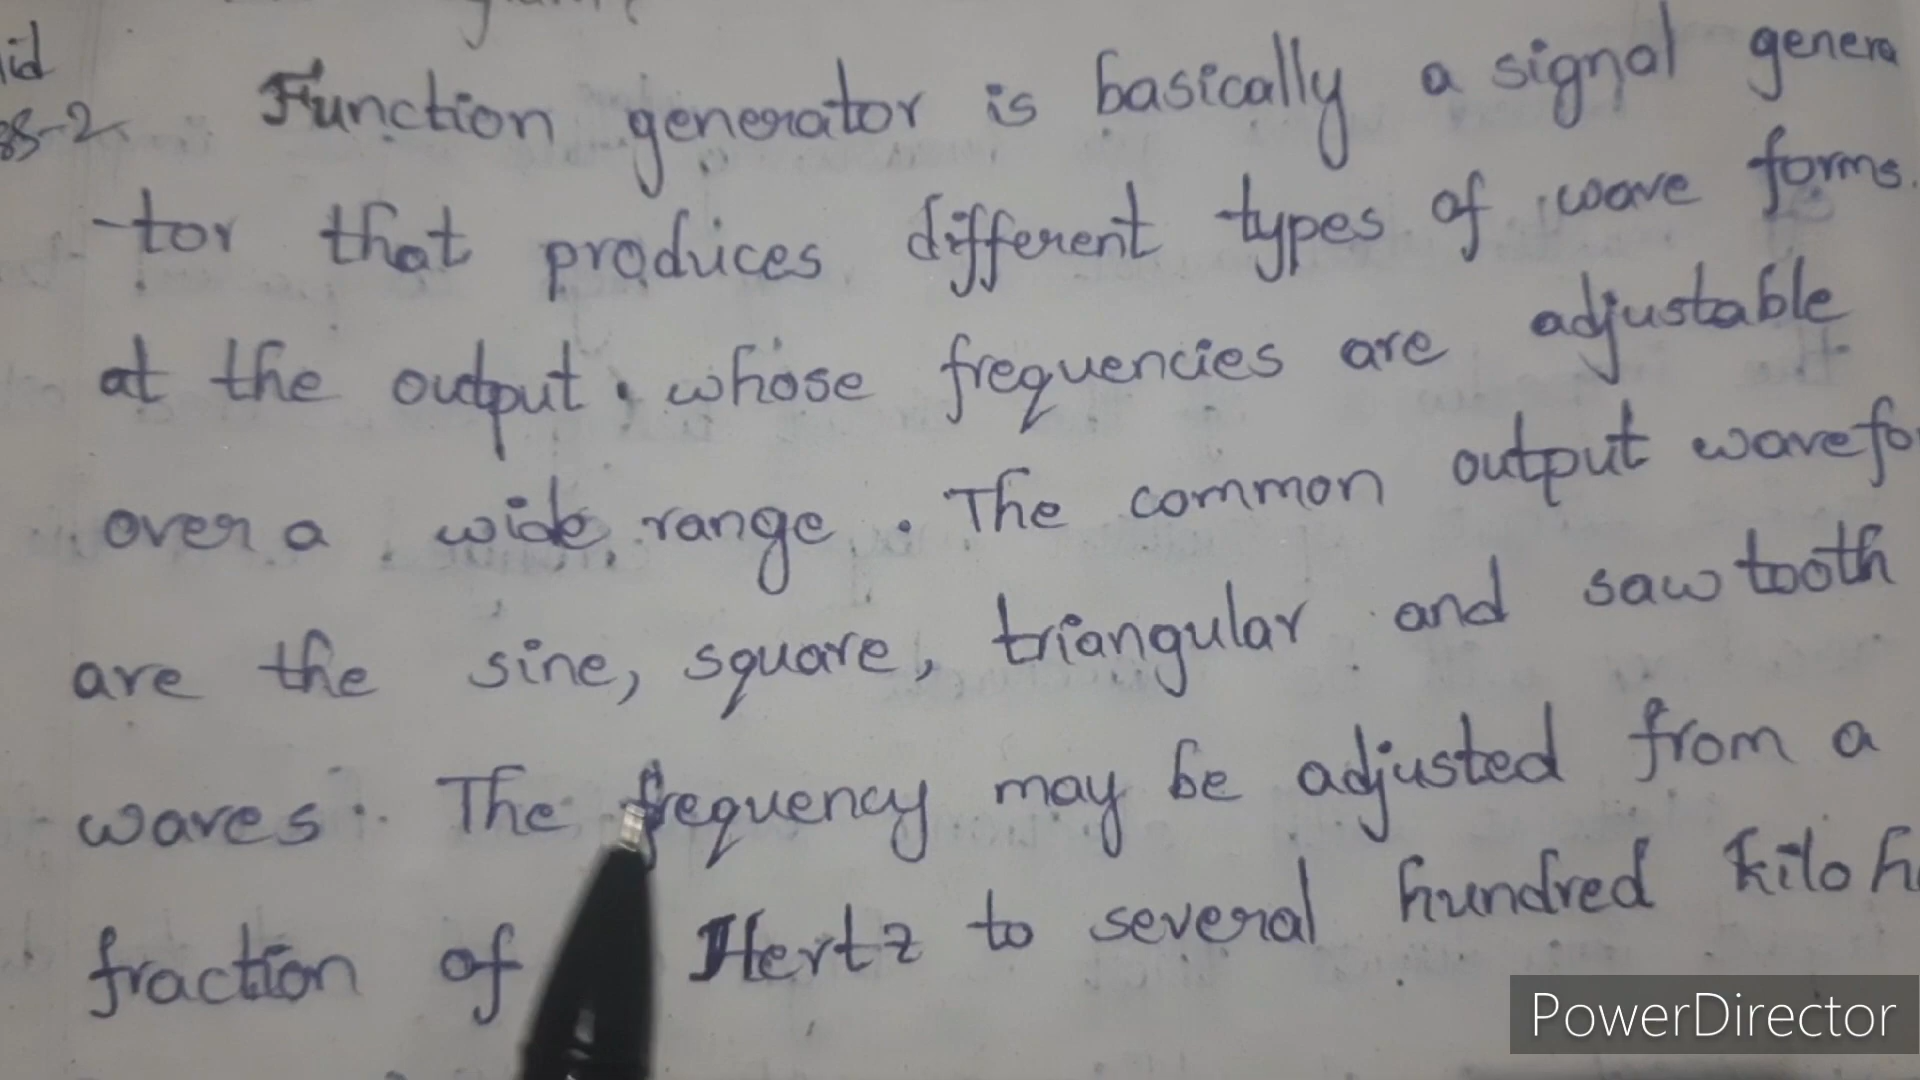 id
Function generator is basically a signal genera
-2
-tor that produces different types of wave forms.
at the output. whose frequencies are adjustable
over a wide range. The common output wavefo
are the sine, square, triangular and saw tooth
waves. The frequency may be adjusted from a
fraction of Hertz to several hundred kilo h
PowerDirector